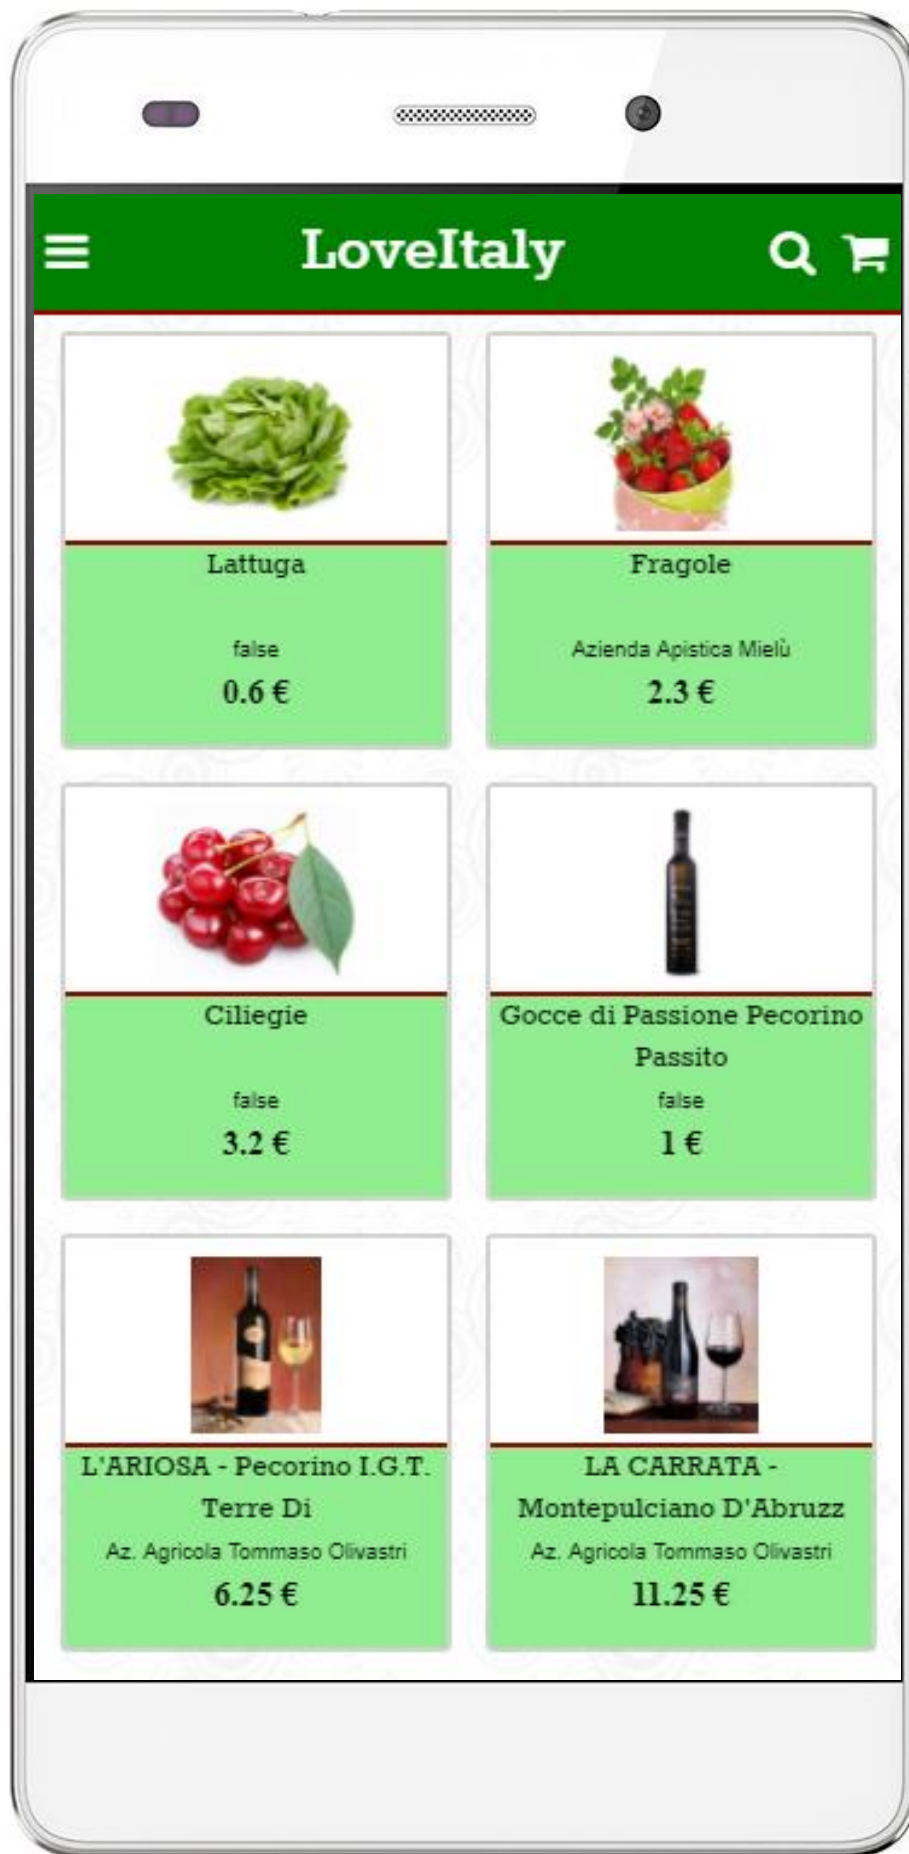 LoveItaly
Lattuga
false
0.6 €
Fragole
Azienda Apistica Mielù
2.3 €
Ciliegie
false
3.2 €
Gocce di Passione Pecorino
Passito
false
1 €
L'ARIOSA - Pecorino I.G.T.
Terre Di
Az. Agricola Tommaso Olivastri
6.25 €
LA CARRATA -
Montepulciano D'Abruzz
Az. Agricola Tommaso Olivastri
11.25 €